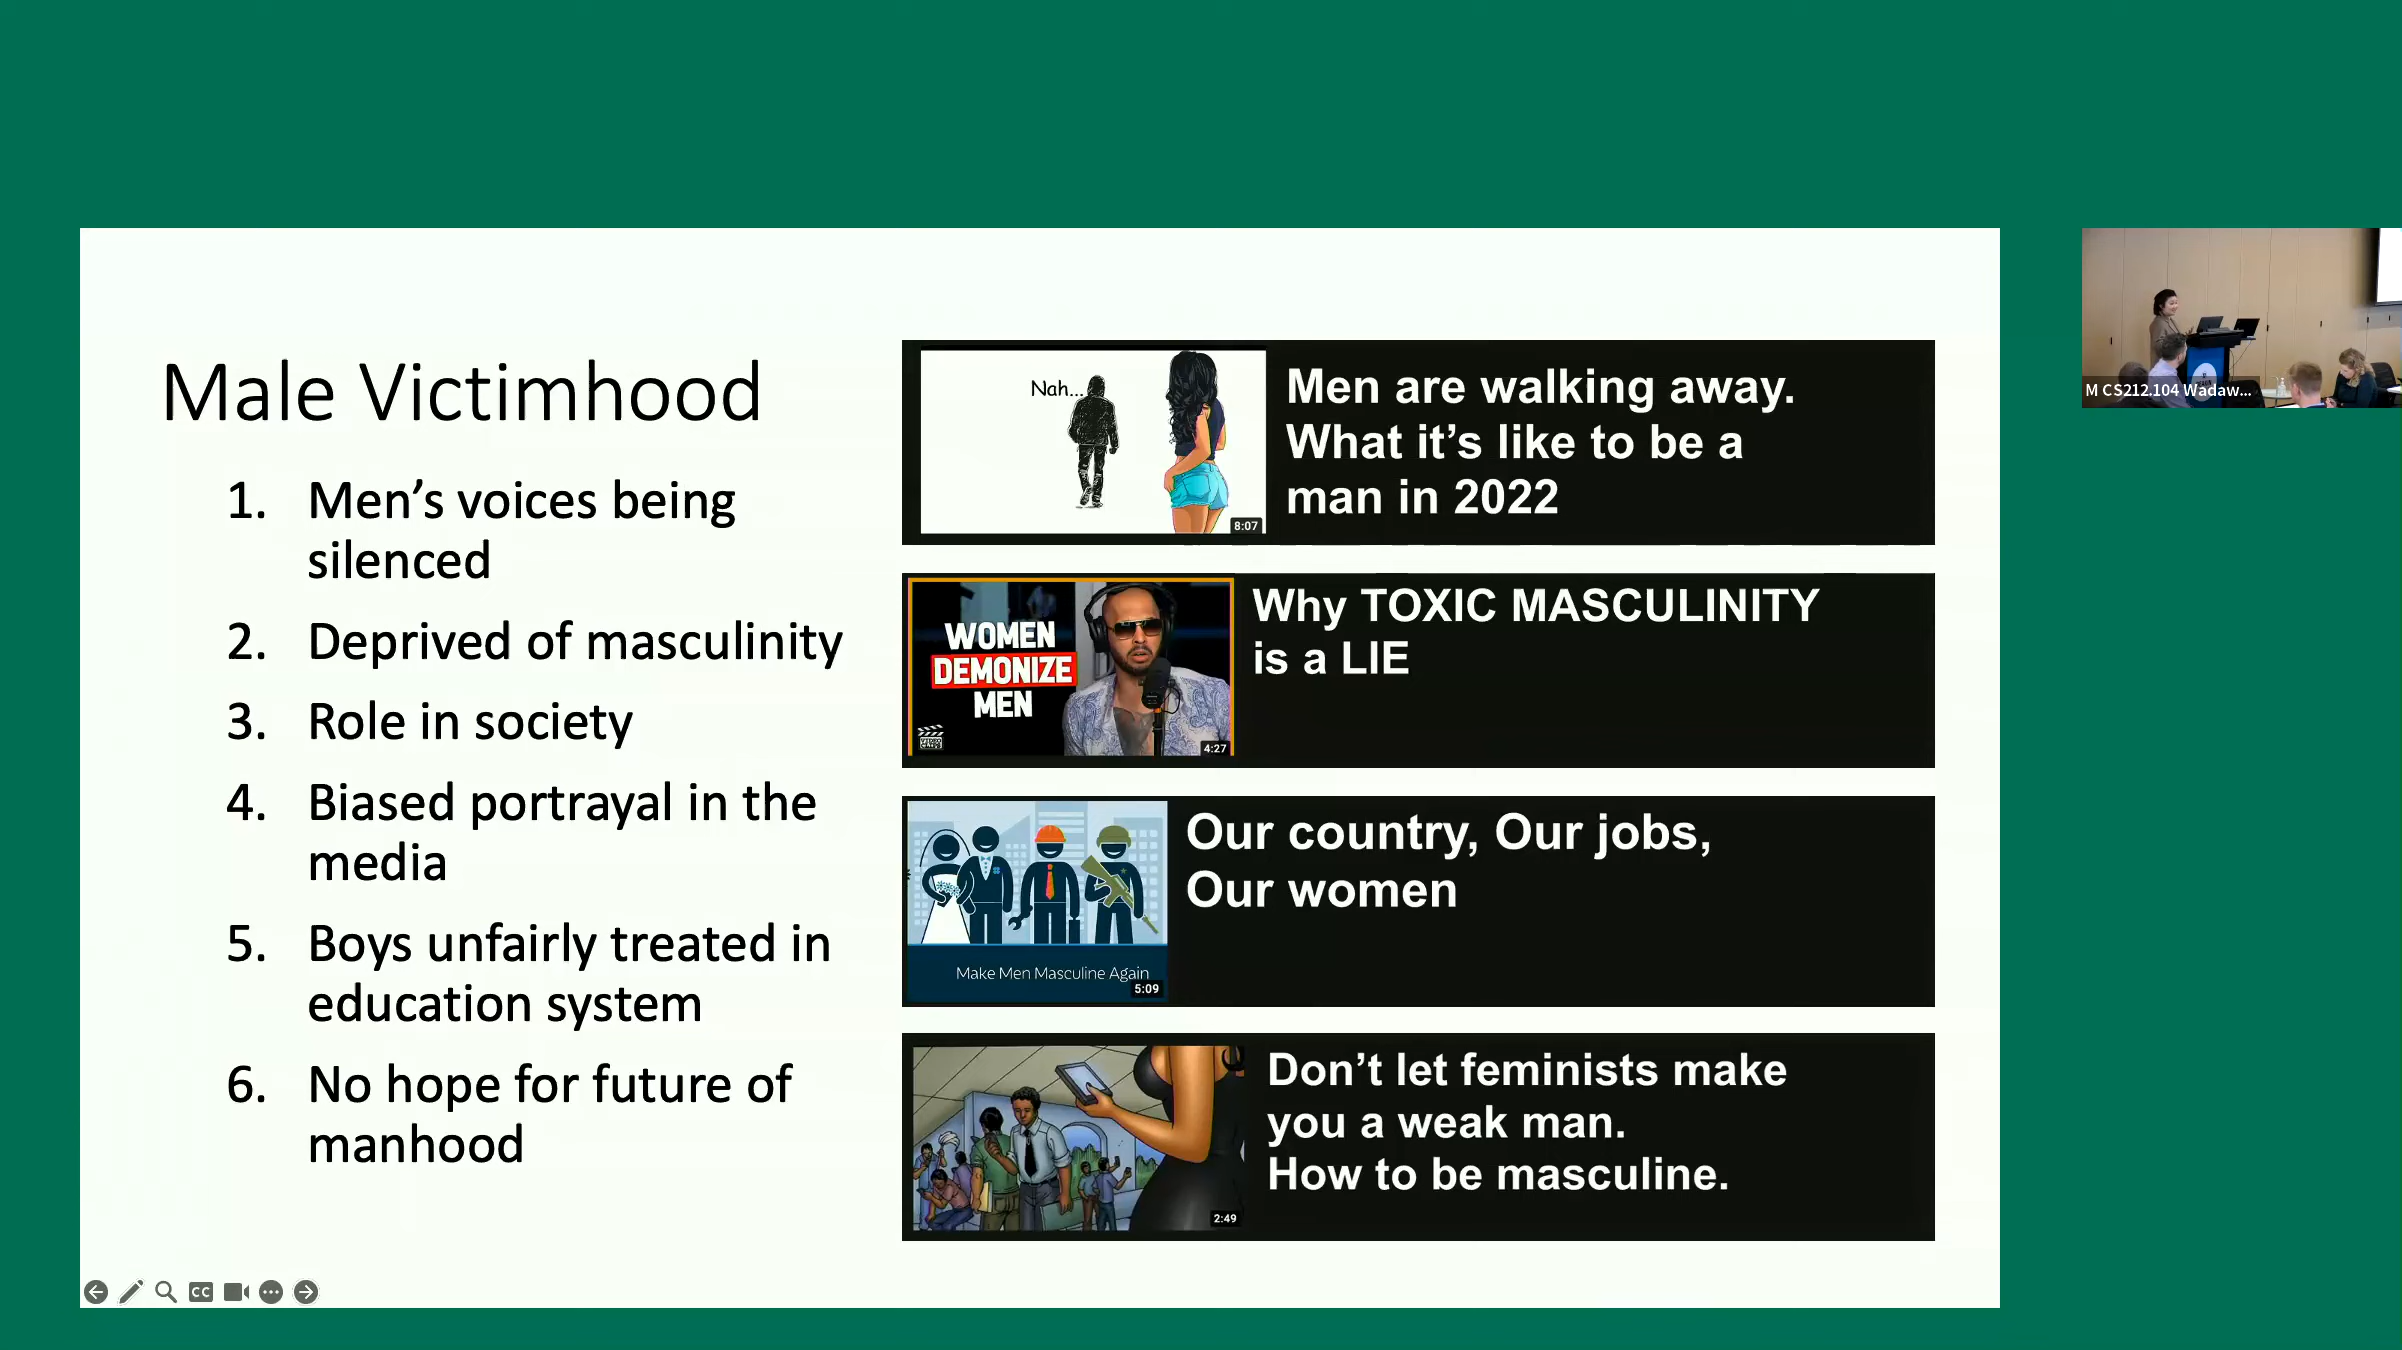 Male Victimhood
1. Men's voices being
silenced
2. Deprived of masculinity
3. Role in society
4. Biased portrayal in the
media
5. Boys unfairly treated in
education system
6. No hope for future of
manhood
Nah...
8:07
Men are walking away.
What it's like to be a
man in 2022
WOMEN
DEMONIZE
MEN
4:27
Why TOXIC MASCULINITY
is a LIE
Make Men Masculine Again
5:09
Our country, Our jobs,
Our women
2:49
Don't let feminists make
you a weak man.
How to be masculine.
CC
M CS212.104 Wadaw...